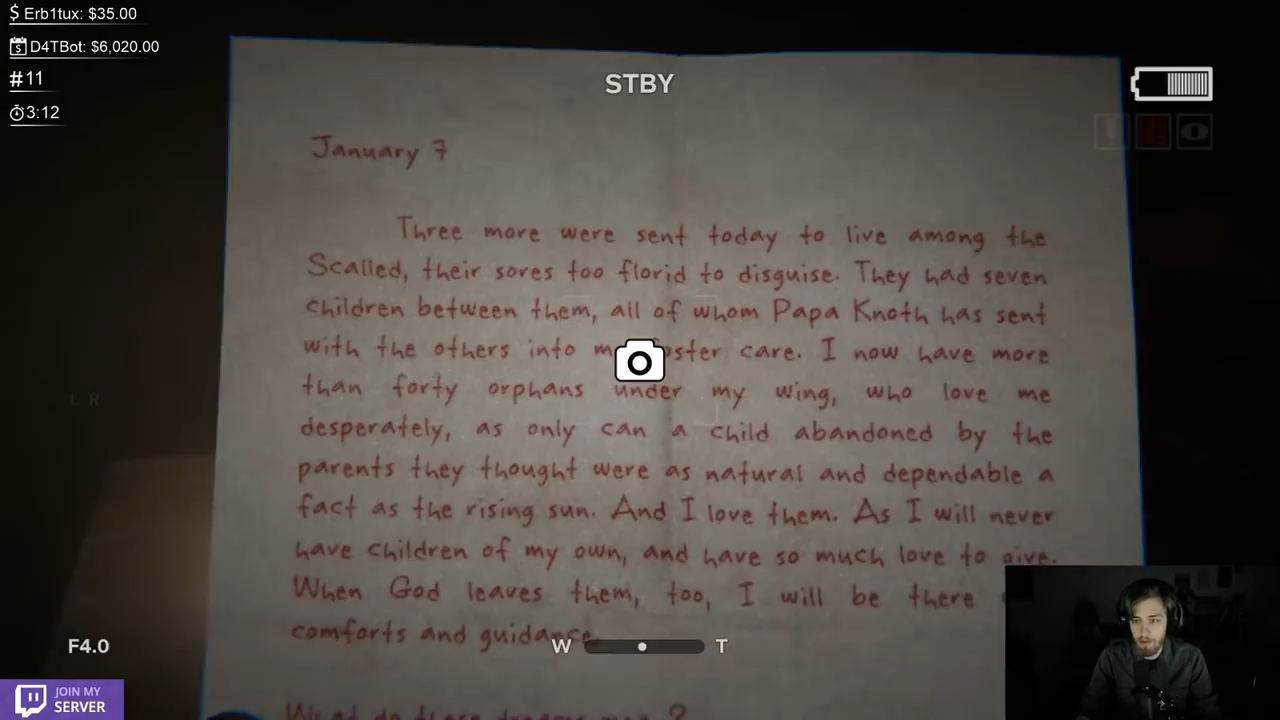 $ Erb1tux: $35.00
D4TBot: $6,020.00
#11
3:12
STBY
January 7
Three more were sent today to live among the
Scalled, their sores too florid to disguise. They had seven
children between them, all of whom Papa Knoth has sent
with the others into care. I now have more
than forty orphans under my wing, who love me
desperately, as only can a child abandoned by the
parents they thought were as natural and dependable a
fact as the rising sun. And I love them. As I will never
have children of my own, and have so much love to give.
When God leaves them, too, I will be there
comforts and guidance.
L R
F4.0
W T
JOIN MY
SERVER